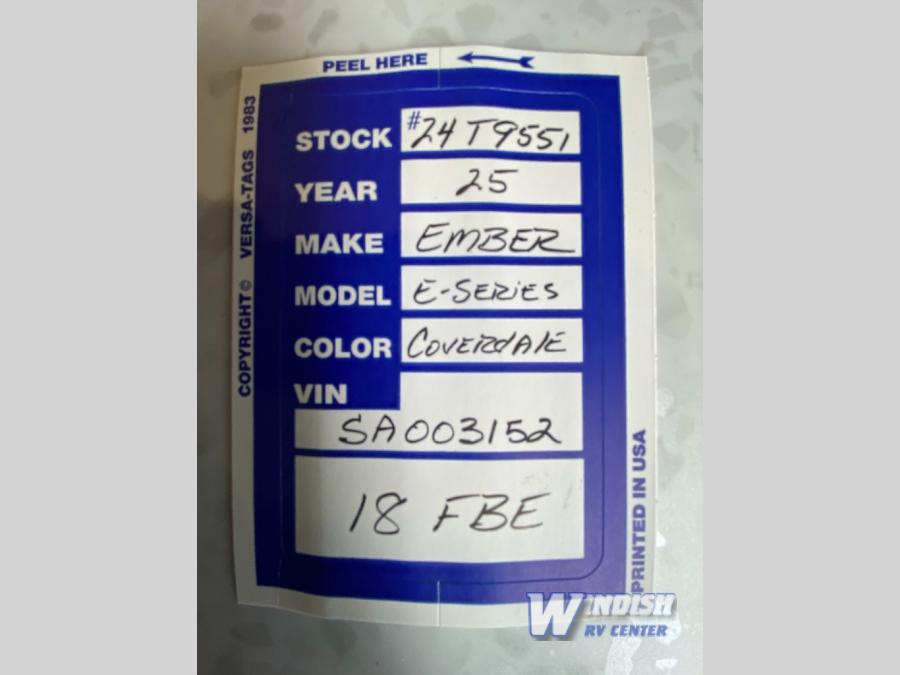 PEEL HERE
COPYRIGHT © VERSA-TAGS 1983
STOCK #24T9551
YEAR 25
MAKE EMBER
MODEL E-SERIES
COLOR COVERdALE
VIN
SA003152
18 FBE
PRINTED IN USA
WINDISH
RV CENTER